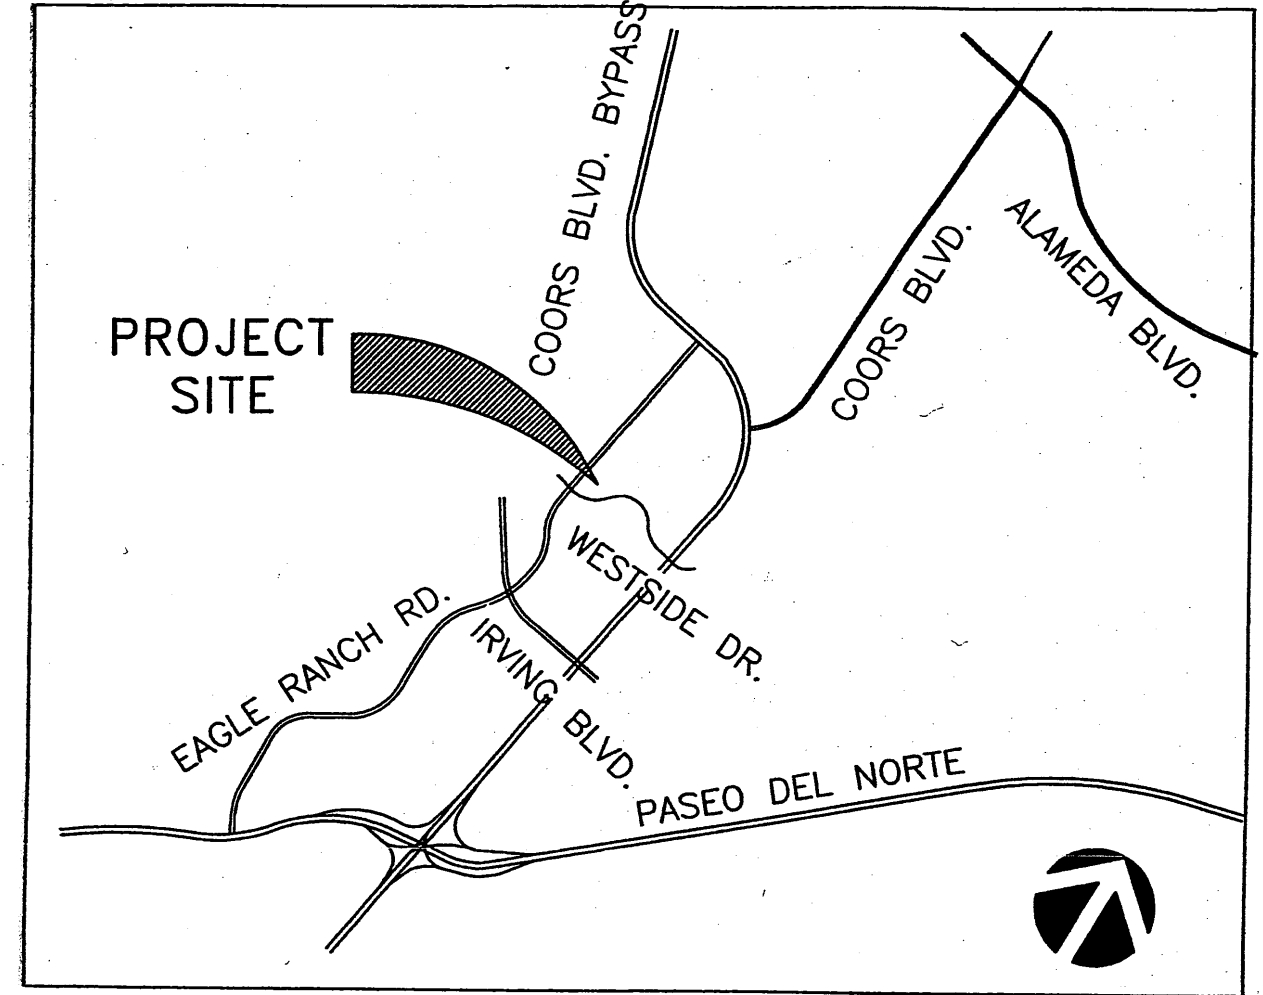 COORS BLVD. BYPASS
COORS BLVD.
ALAMEDA BLVD.
PROJECT
SITE
WESTSIDE DR.
EAGLE RANCH RD.
IRVING BLVD.
PASEO DEL NORTE